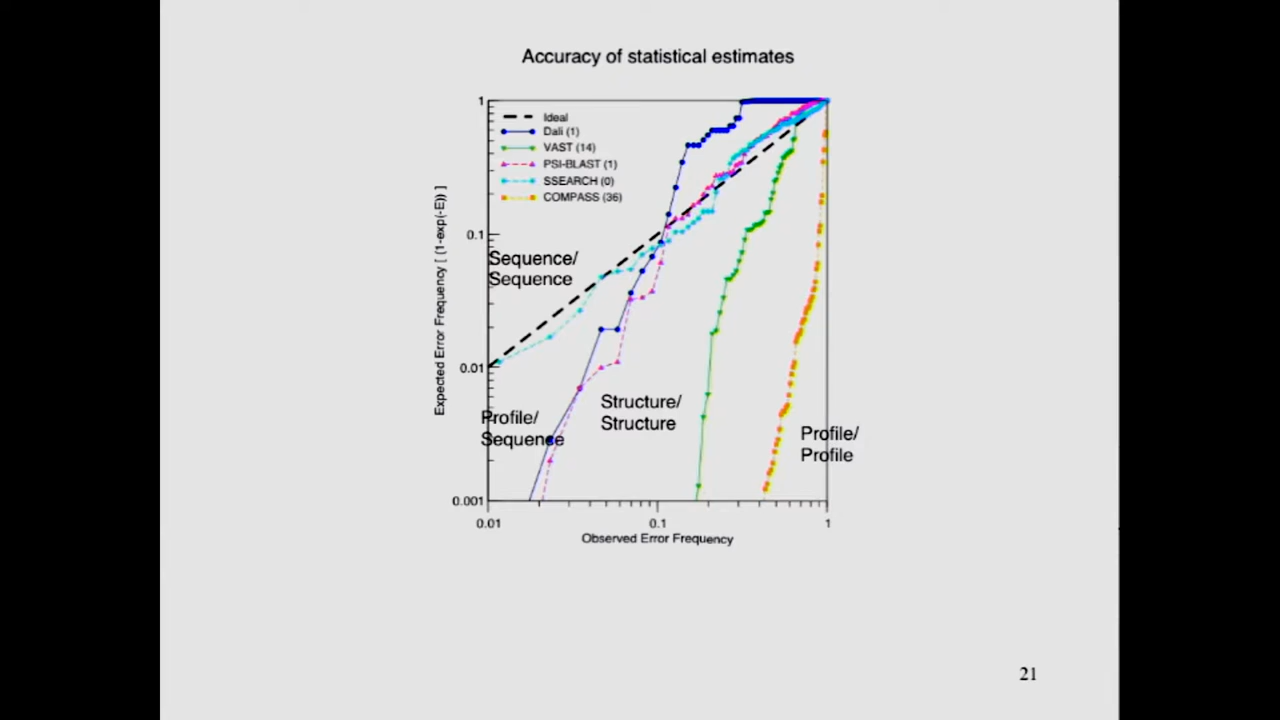 Accuracy of statistical estimates
1
Ideal
Dali (1)
VAST (14)
PSI-BLAST (1)
SSEARCH (0)
COMPASS (36)
Expected Error Frequency [ (1-exp(-E)) ]
0.1
Sequence/
Sequence
0.01
Profile/
Sequence
Structure/
Structure
Profile/
Profile
0.001
0.01
0.1
1
Observed Error Frequency
21